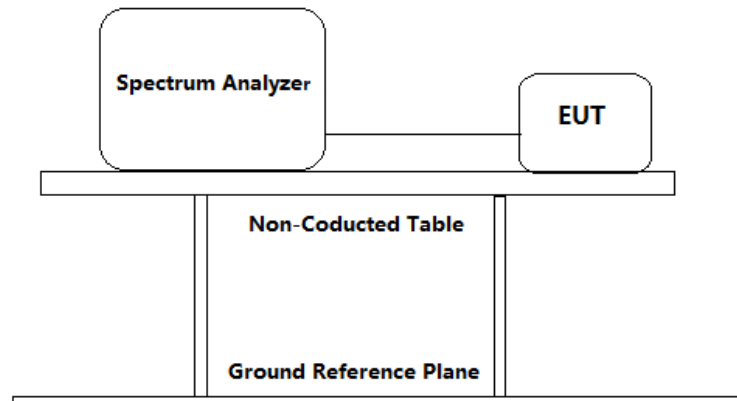 Spectrum Analyzer
EUT
Non-Coducted Table
Ground Reference Plane